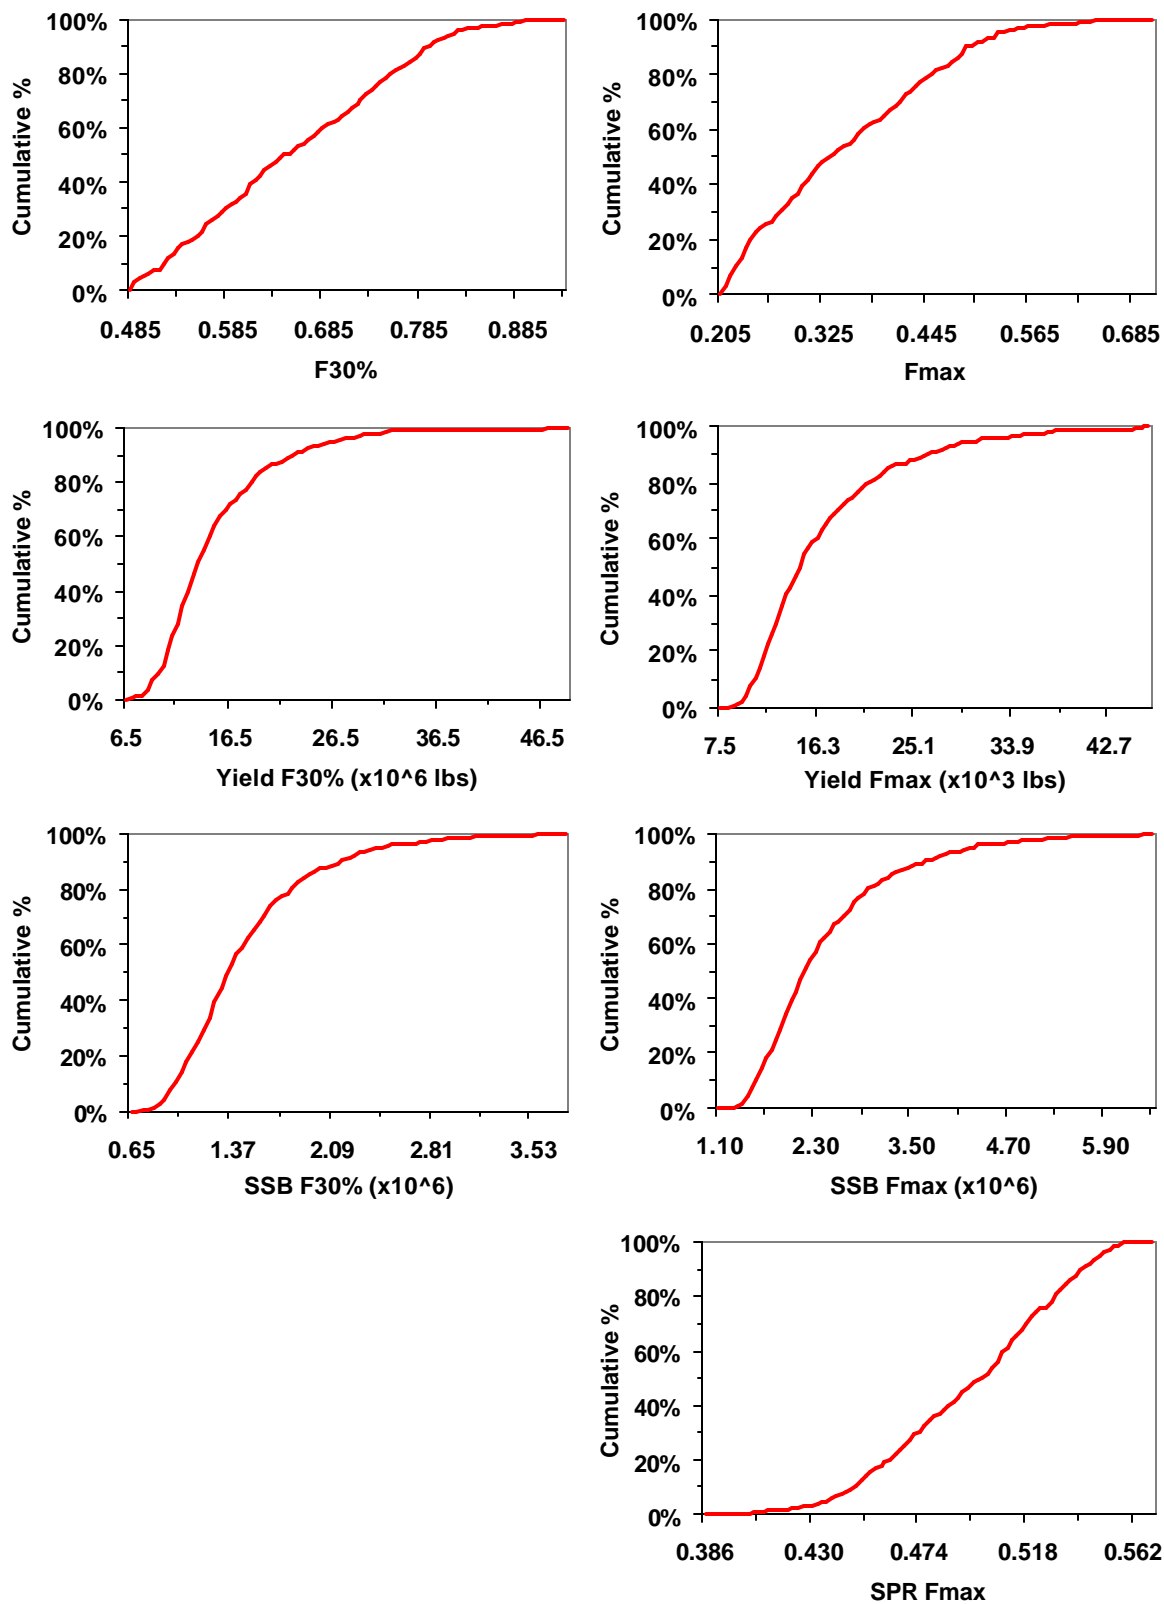 100%
80%
60%
40%
20%
0%
Cumulative %
0.485 0.585 0.685 0.785 0.885
F30%
100%
80%
60%
40%
20%
0%
Cumulative %
0.205 0.325 0.445 0.565 0.685
Fmax
100%
80%
60%
40%
20%
0%
Cumulative %
6.5 16.5 26.5 36.5 46.5
Yield F30% (x10^6 lbs)
100%
80%
60%
40%
20%
0%
Cumulative %
7.5 16.3 25.1 33.9 42.7
Yield Fmax (x10^3 lbs)
100%
80%
60%
40%
20%
0%
Cumulative %
0.65 1.37 2.09 2.81 3.53
SSB F30% (x10^6)
100%
80%
60%
40%
20%
0%
Cumulative %
1.10 2.30 3.50 4.70 5.90
SSB Fmax (x10^6)
100%
80%
60%
40%
20%
0%
Cumulative %
0.386 0.430 0.474 0.518 0.562
SPR Fmax